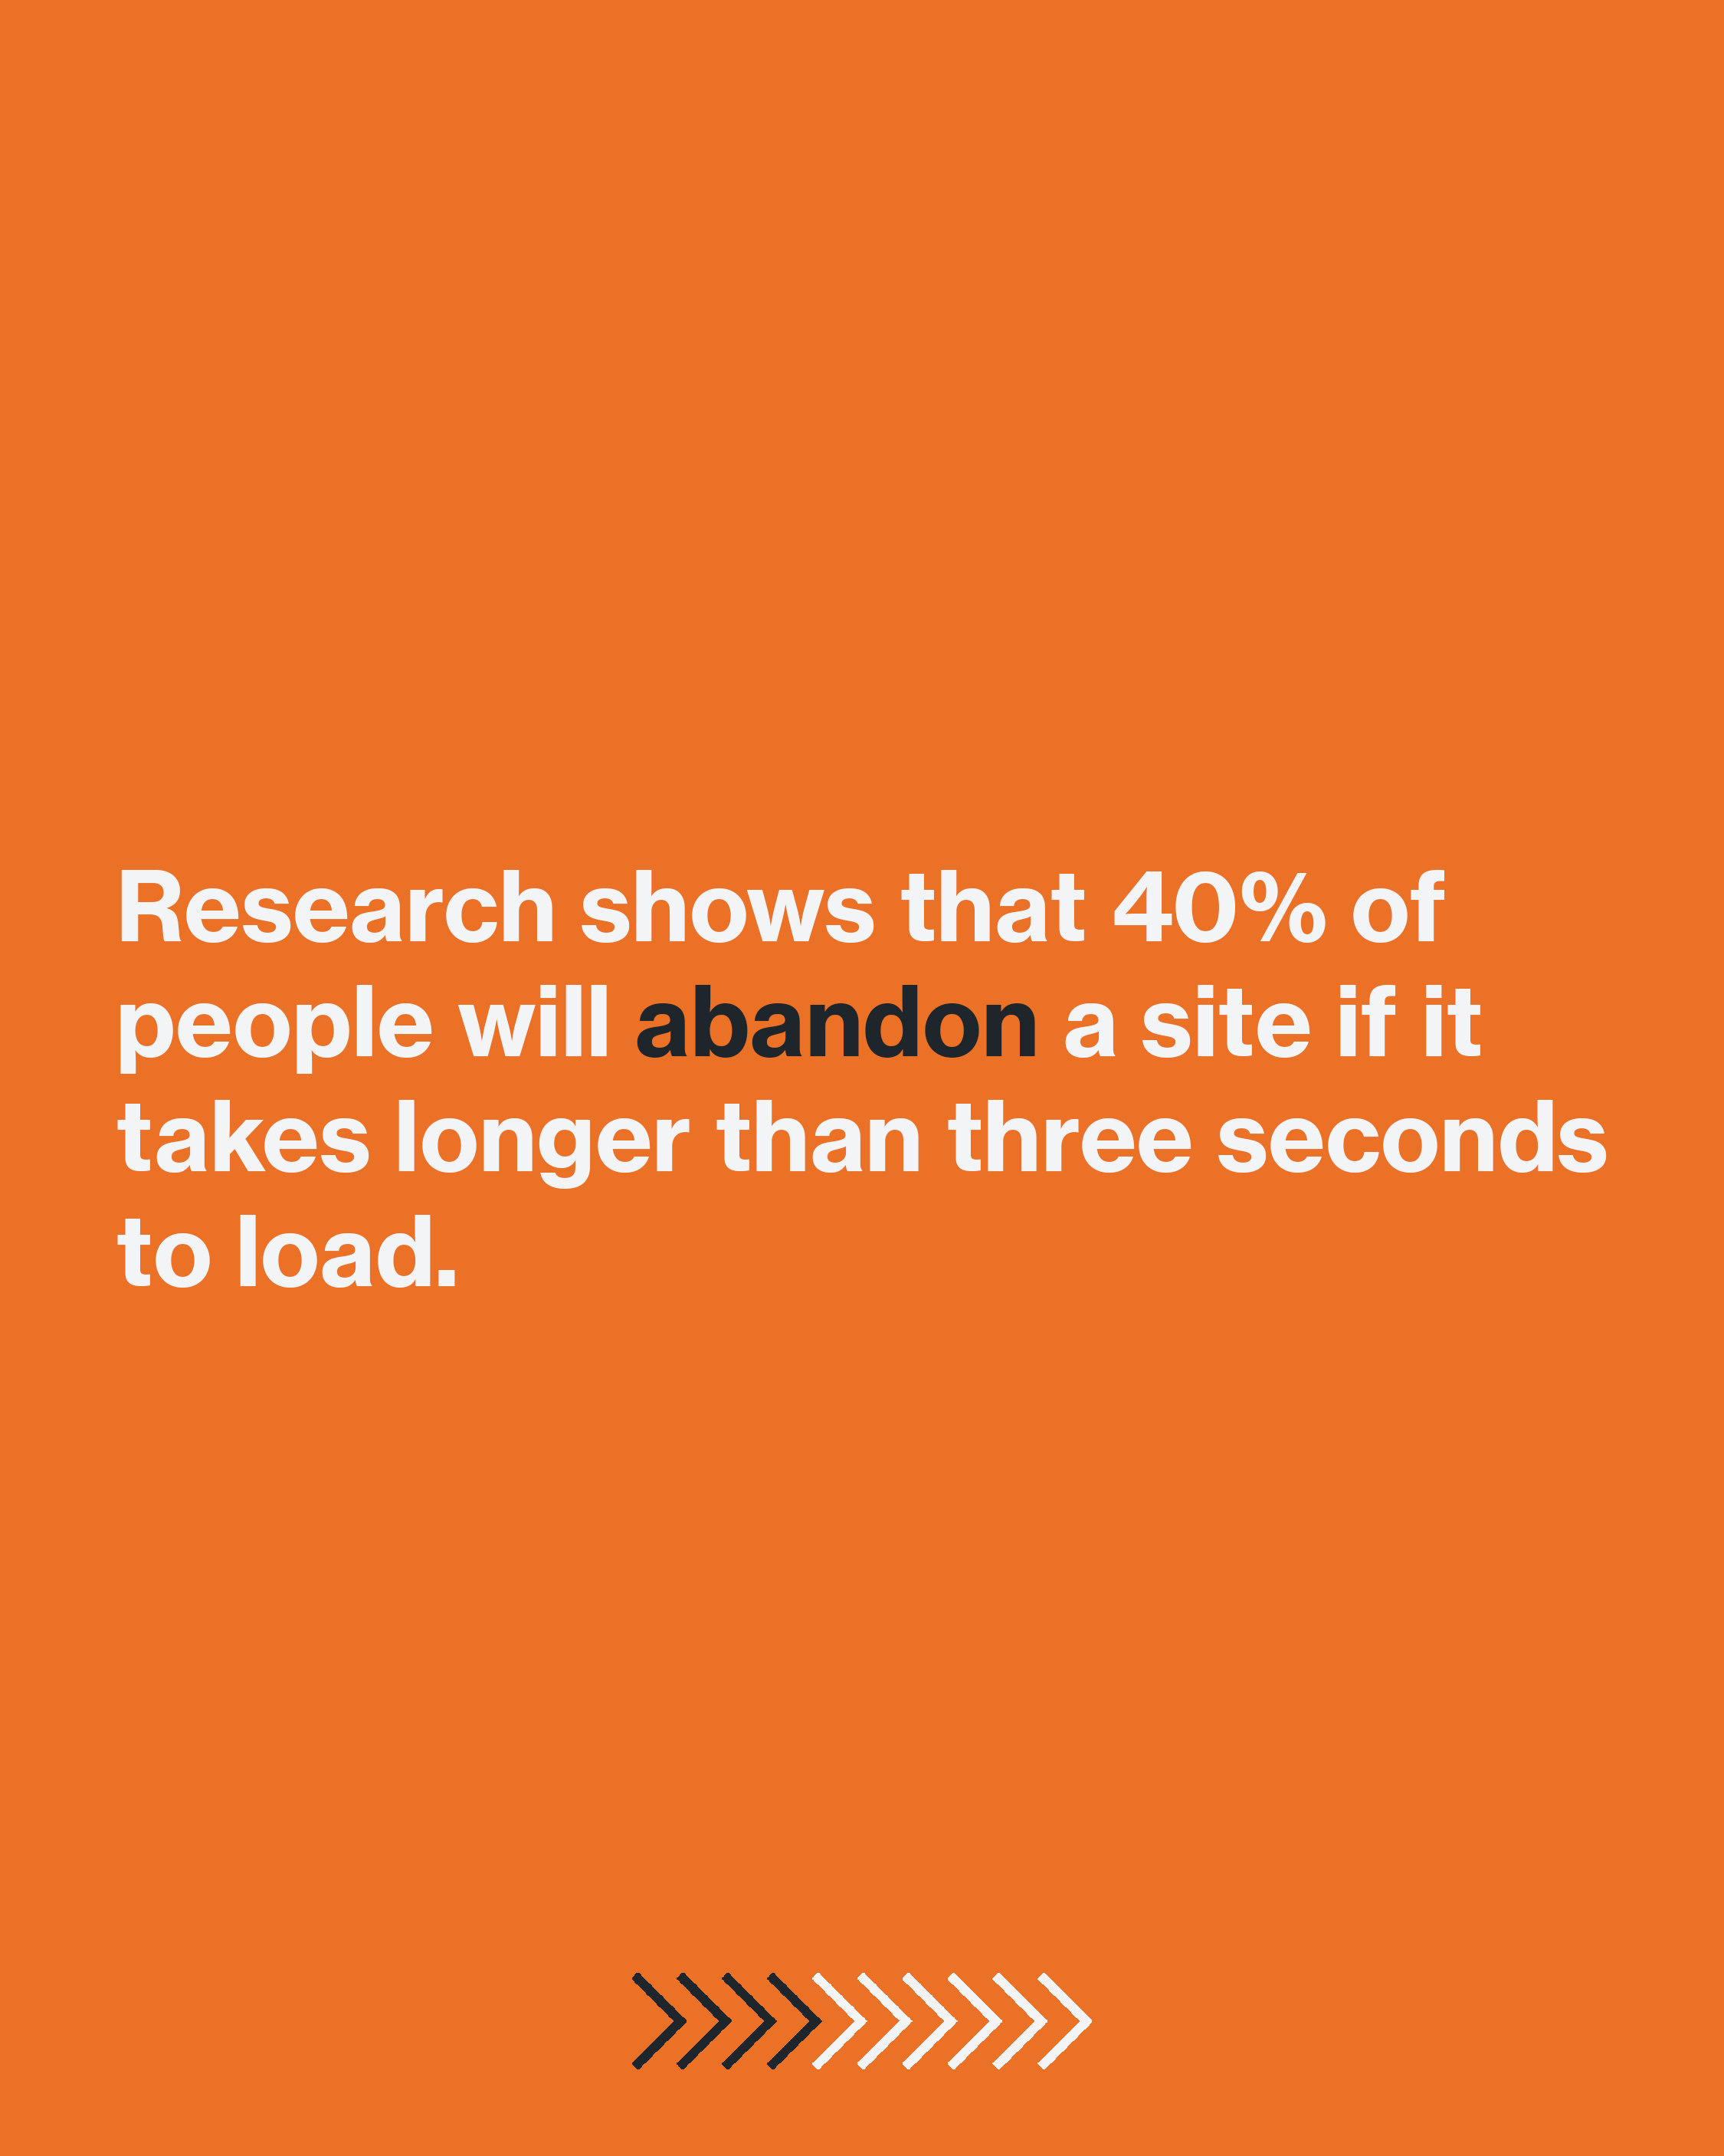 Research shows that 40% of
people will abandon a site if it
takes longer than three seconds
to load.